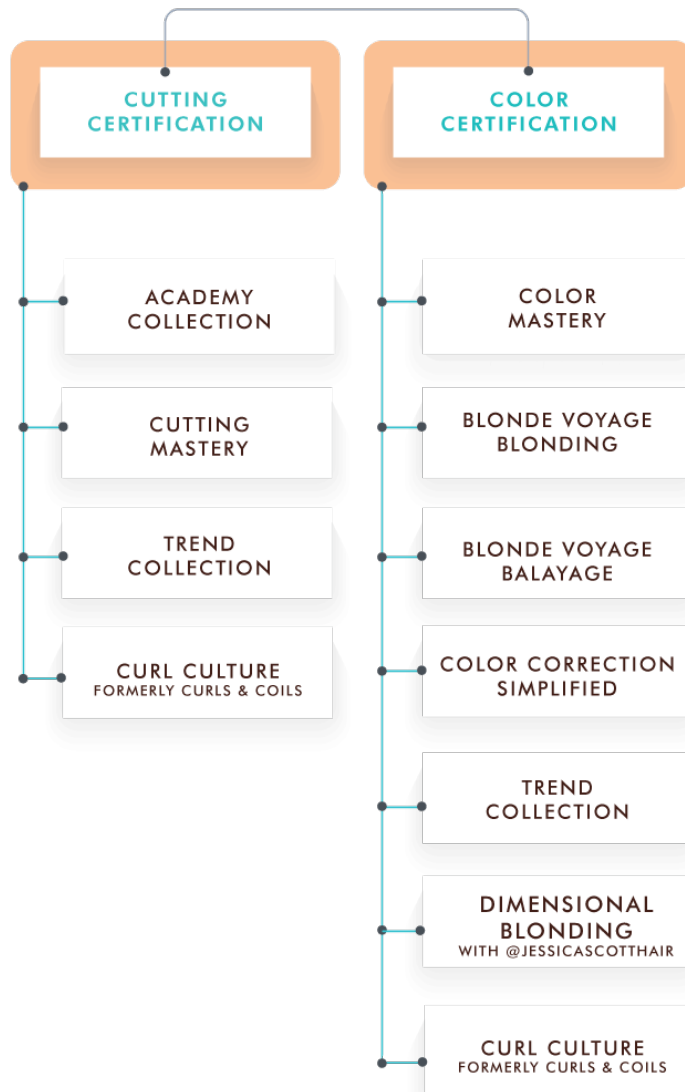 CUTTING
CERTIFICATION
ACADEMY
COLLECTION
CUTTING
MASTERY
TREND
COLLECTION
CURL CULTURE
FORMERLY CURLS & COILS
COLOR
CERTIFICATION
COLOR
MASTERY
BLONDE VOYAGE
BLONDING
BLONDE VOYAGE
BALAYAGE
COLOR CORRECTION
SIMPLIFIED
TREND
COLLECTION
DIMENSIONAL
BLONDING
WITH @JESSICASCOTTHAIR
CURL CULTURE
FORMERLY CURLS & COILS